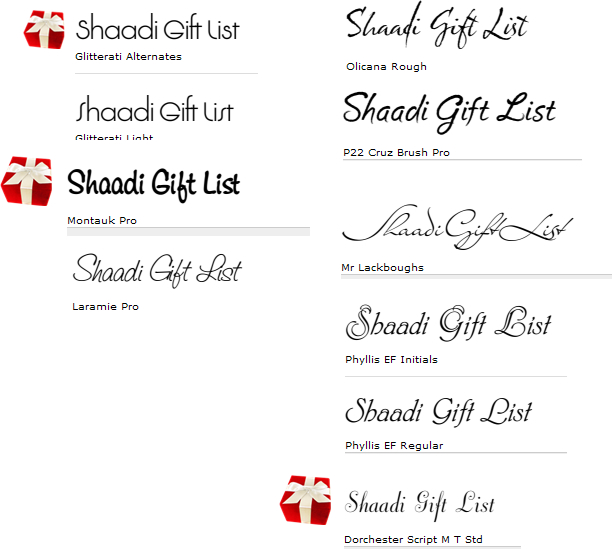 Shaadi Gift List
Glitterati Alternates
Shaadi Gift List
Glitterati Light
Shaadi Gift List
Montauk Pro
Shaadi Gift List
Laramie Pro
Shaadi Gift List
Olicana Rough
Shaadi Gift List
P22 Cruz Brush Pro
Shaadi Gift List
Mr Lackboughs
Shaadi Gift List
Phyllis EF Initials
Shaadi Gift List
Phyllis EF Regular
Shaadi Gift List
Dorchester Script M T Std